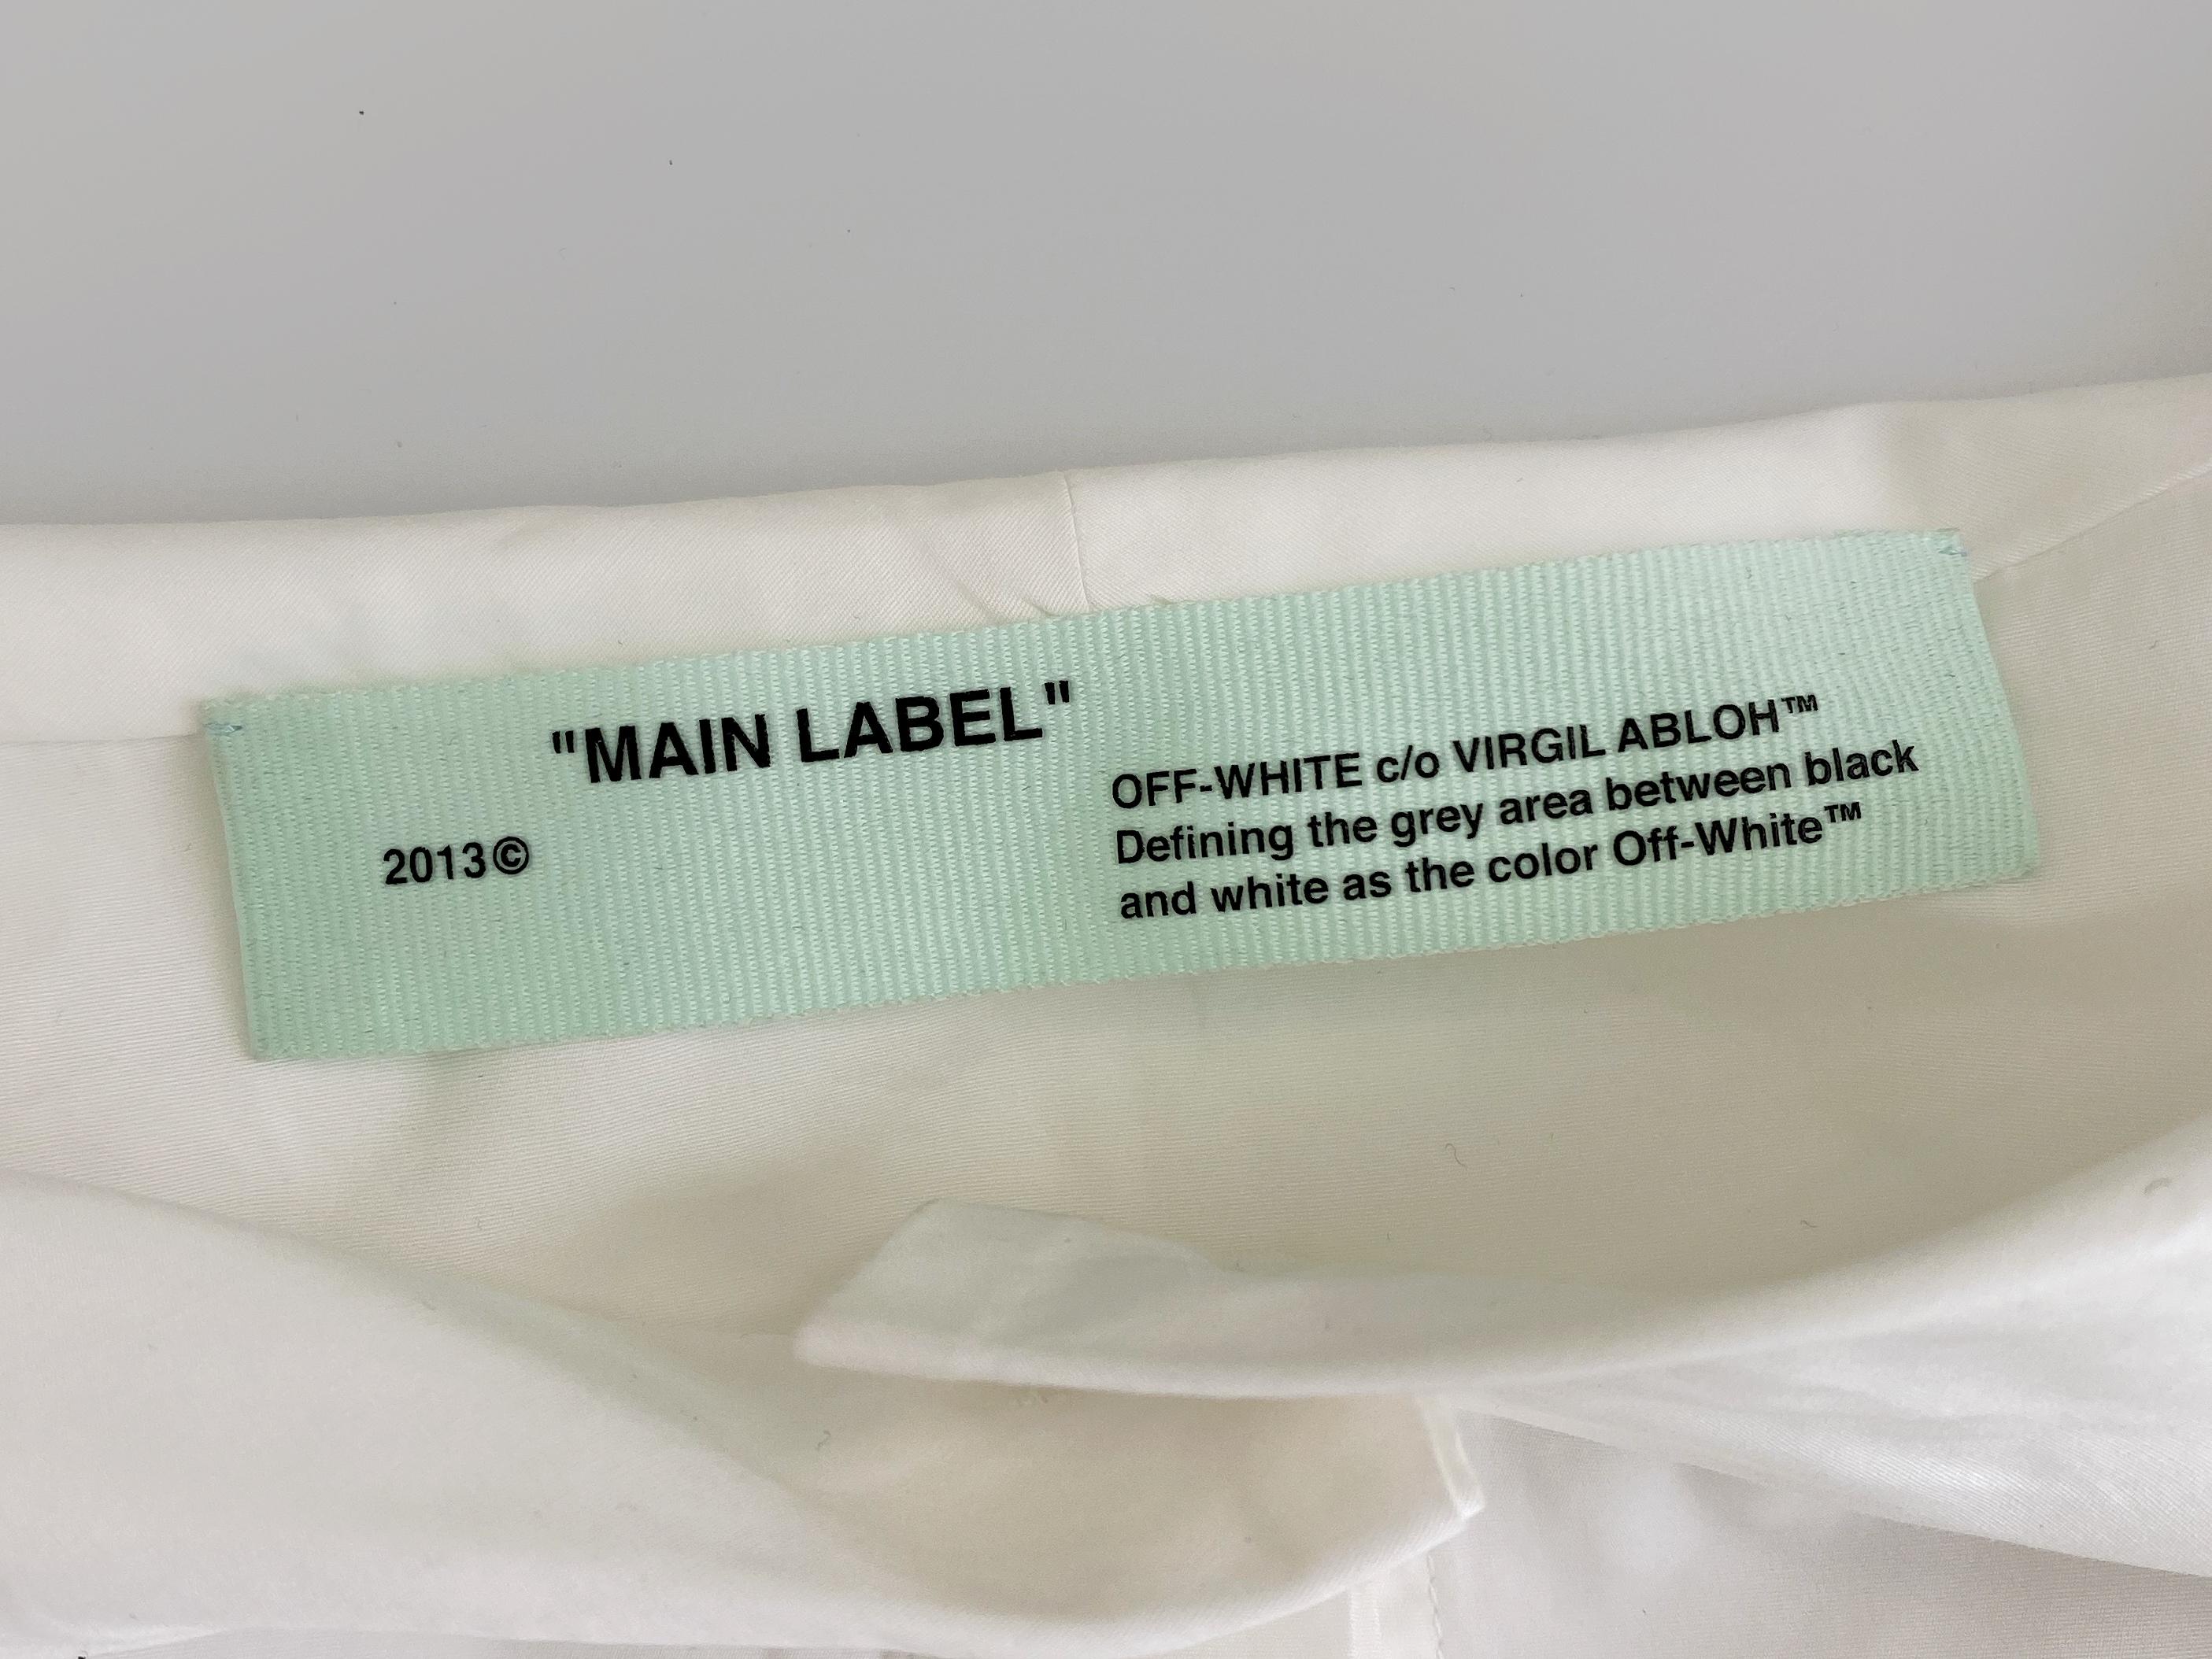 "MAIN LABEL"
2013©
OFF-WHITE c/o VIRGIL ABLOH™
Defining the grey area between black
and white as the color Off-White™